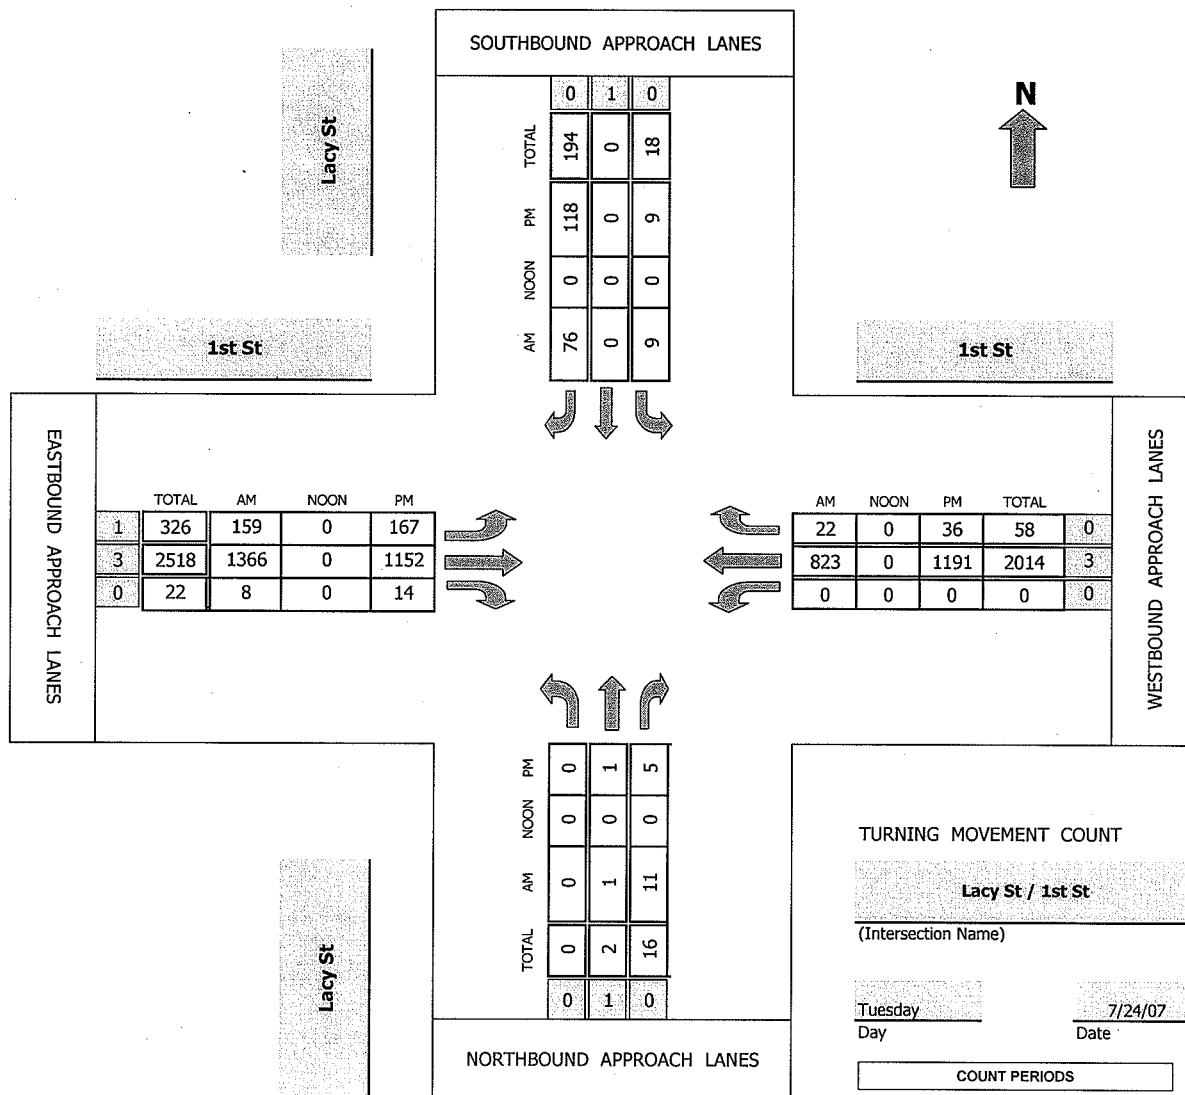 SOUTHBOUND APPROACH LANES
0 1 0
TOTAL 194 0 18
PM 118 0 9
NOON 0 0 0
AM 76 0 9
N
Lacy St
1st St
1st St
EASTBOUND APPROACH LANES
TOTAL AM NOON PM
1 326 159 0 167
3 2518 1366 0 1152
0 22 8 0 14
AM NOON PM TOTAL
22 0 36 58 0
823 0 1191 2014 3
0 0 0 0 0
WESTBOUND APPROACH LANES
PM 0 1 5
NOON 0 0 0
AM 0 1 11
TOTAL 0 2 16
0 1 0
NORTHBOUND APPROACH LANES
Lacy St
TURNING MOVEMENT COUNT
Lacy St / 1st St
(Intersection Name)
Tuesday 7/24/07
Day Date
COUNT PERIODS